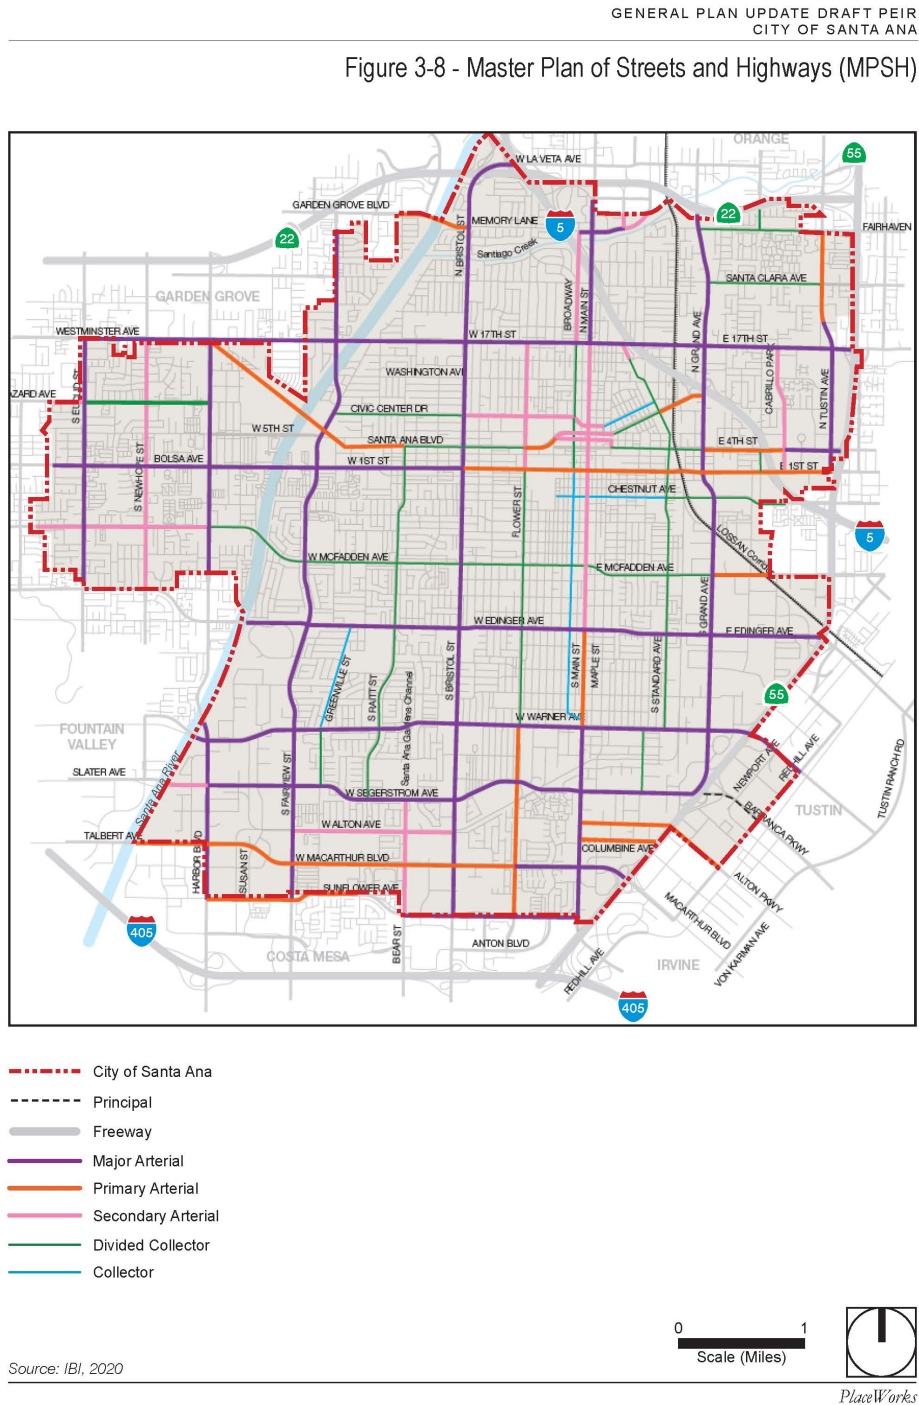 GENERAL PLAN UPDATE DRAFT PEIR
CITY OF SANTA ANA
Figure 3-8 - Master Plan of Streets and Highways (MPSH)
ORANGE
55
W LA VETA AVE
GARDEN GROVE BLVD
22
MEMORY LANE
5
FAIRHAVEN
22
N BRISTOL ST
Santiago Creek
SANTA CLARA AVE
GARDEN GROVE
BROADWAY
N MAIN ST
N GRAND AVE
WESTMINSTER AVE
W 17TH ST
E 17TH ST
WASHINGTON AVE
CABRILLO PARK
N TUSTIN AVE
S EUCLID ST
ZARD AVE
CIVIC CENTER DR
W 5TH ST
SANTA ANA BLVD
E 4TH ST
S NEWHOPE ST
BOLSA AVE
W 1ST ST
E 1ST ST
CHESTNUT AVE
FLOWER ST
5
LOSSAN Corridor
W MCFADDEN AVE
E MCFADDEN AVE
S GRAND AVE
W EDINGER AVE
E EDINGER AVE
GREENVILLE ST
S RAITT ST
Santa Ana Gardens Channel
S BRISTOL ST
S MAIN ST
MAPLE ST
S STANDARD AVE
55
W WARNER AVE
FOUNTAIN
VALLEY
NEWPORT AVE
REDHILL AVE
TUSTIN RANCH RD
SLATER AVE
Santa Ana River
S FAIRVIEW ST
W SEGERSTROM AVE
TUSTIN
BARRANCA PKWY
TALBERT AVE
W ALTON AVE
HARBOR BLVD
SUSAN ST
W MACARTHUR BLVD
COLUMBINE AVE
SUNFLOWER AVE
ALTON PKWY
MACARTHUR BLVD
405
COSTA MESA
BEAR ST
ANTON BLVD
REDHILL AVE
IRVINE
VON KARMAN AVE
405
City of Santa Ana
Principal
Freeway
Major Arterial
Primary Arterial
Secondary Arterial
Divided Collector
Collector
0 1
Scale (Miles)
Source: IBI, 2020
PlaceWorks